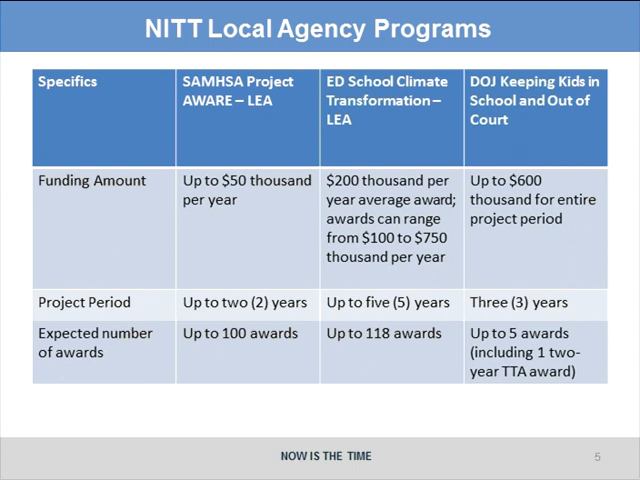 NITT Local Agency Programs
Specifics
SAMHSA Project
AWARE – LEA
ED School Climate
Transformation –
LEA
DOJ Keeping Kids in
School and Out of
Court
Funding Amount
Up to $50 thousand
per year
$200 thousand per
year average award;
awards can range
from $100 to $750
thousand per year
Up to $600
thousand for entire
project period
Project Period
Up to two (2) years
Up to five (5) years
Three (3) years
Expected number
of awards
Up to 100 awards
Up to 118 awards
Up to 5 awards
(including 1 two-
year TTA award)
NOW IS THE TIME
5